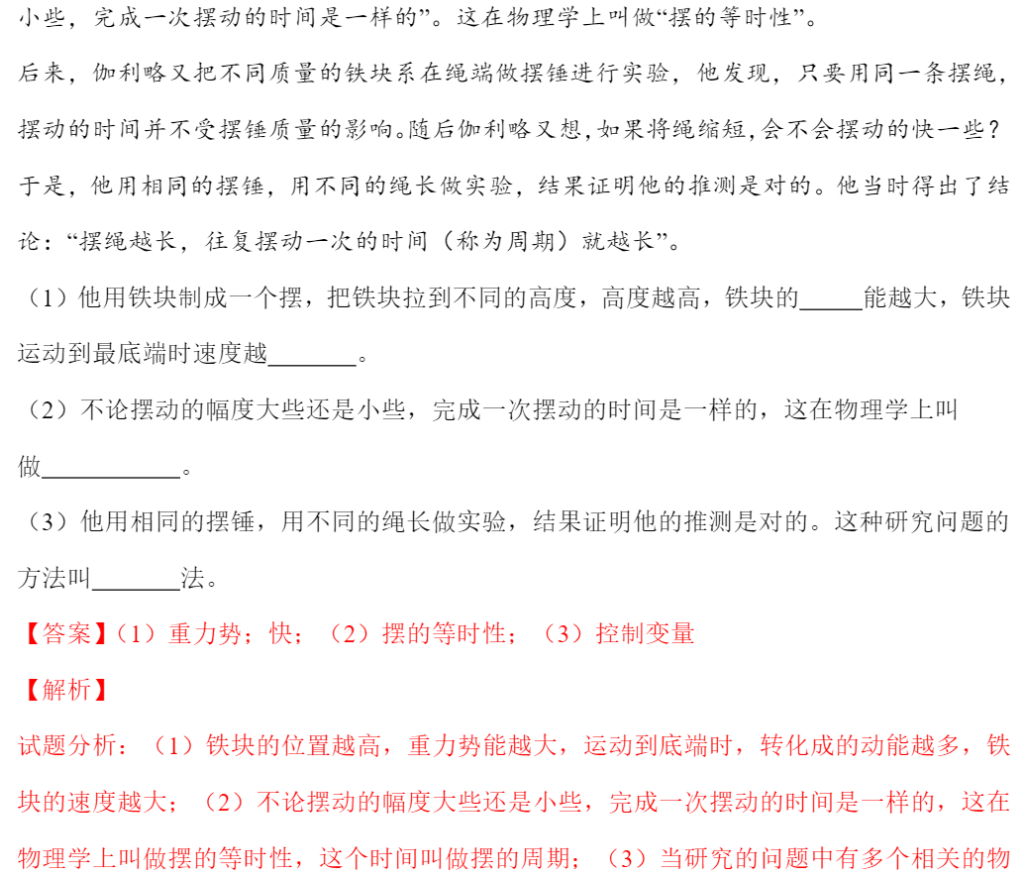 小些，完成一次摆动的时间是一样的”。这在物理学上叫做“摆的等时性”。
后来，伽利略又把不同质量的铁块系在绳端做摆锤进行实验，他发现，只要用同一条摆绳，
摆动的时间并不受摆锤质量的影响。随后伽利略又想，如果将绳缩短，会不会摆动的快一些？
于是，他用相同的摆锤，用不同的绳长做实验，结果证明他的推测是对的。他当时得出了结
论：“摆绳越长，往复摆动一次的时间（称为周期）就越长”。
（1）他用铁块制成一个摆，把铁块拉到不同的高度，高度越高，铁块的_____能越大，铁块
运动到最底端时速度越_______。
（2）不论摆动的幅度大些还是小些，完成一次摆动的时间是一样的，这在物理学上叫
做___________。
（3）他用相同的摆锤，用不同的绳长做实验，结果证明他的推测是对的。这种研究问题的
方法叫_______法。
【答案】（1）重力势；快；（2）摆的等时性；（3）控制变量
【解析】
试题分析：（1）铁块的位置越高，重力势能越大，运动到底端时，转化成的动能越多，铁
块的速度越大；（2）不论摆动的幅度大些还是小些，完成一次摆动的时间是一样的，这在
物理学上叫做摆的等时性，这个时间叫做摆的周期；（3）当研究的问题中有多个相关的物